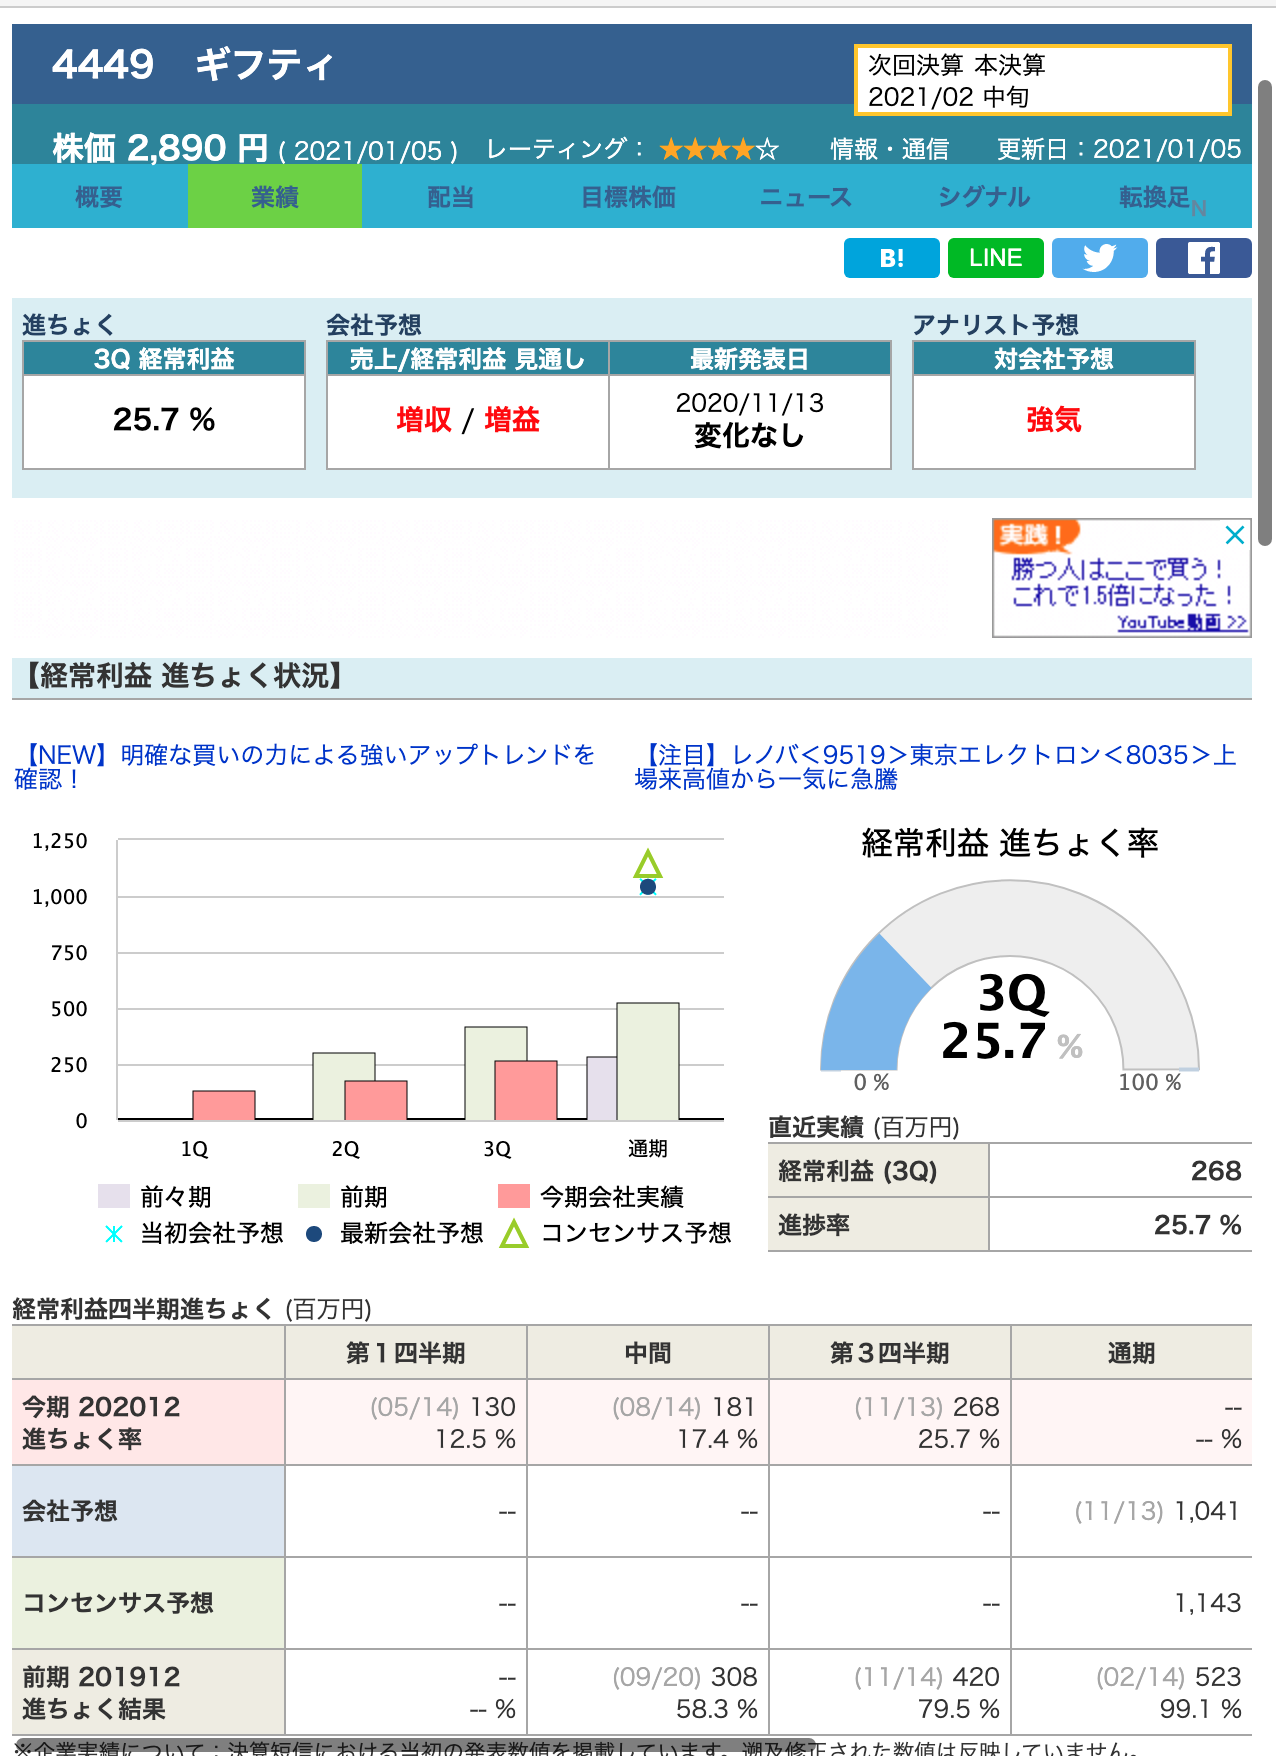 4449 ギフティ
次回決算 本決算
2021/02 中旬
株価 2,890 円 ( 2021/01/05 ) レーティング： ★★★★☆ 情報・通信 更新日：2021/01/05
概要 業績 配当 目標株価 ニュース シグナル 転換足N
B! LINE
進ちょく 会社予想 アナリスト予想
3Q 経常利益 売上/経常利益 見通し 最新発表日 対会社予想
25.7 % 増収 / 増益 2020/11/13 強気
変化なし
実践！
勝つ人はここで買う！
これで1.5倍になった！
YouTube動画 >>
【経常利益 進ちょく状況】
【NEW】明確な買いの力による強いアップトレンドを
確認！
【注目】レノバ＜9519＞東京エレクトロン＜8035＞上
場来高値から一気に急騰
1,250
1,000
750
500
250
0
1Q 2Q 3Q 通期
前々期 前期 今期会社実績
当初会社予想 最新会社予想 コンセンサス予想
経常利益 進ちょく率
3Q
25.7 %
0 % 100 %
直近実績 (百万円)
経常利益 (3Q) 268
進捗率 25.7 %
経常利益四半期進ちょく (百万円)
第１四半期 中間 第３四半期 通期
今期 202012 (05/14) 130 (08/14) 181 (11/13) 268 --
進ちょく率 12.5 % 17.4 % 25.7 % -- %
会社予想 -- -- -- (11/13) 1,041
コンセンサス予想 -- -- -- 1,143
前期 201912 -- (09/20) 308 (11/14) 420 (02/14) 523
進ちょく結果 -- % 58.3 % 79.5 % 99.1 %
※企業実績について：決算短信における当初の発表数値を掲載しています。遡及修正された数値は反映していません。